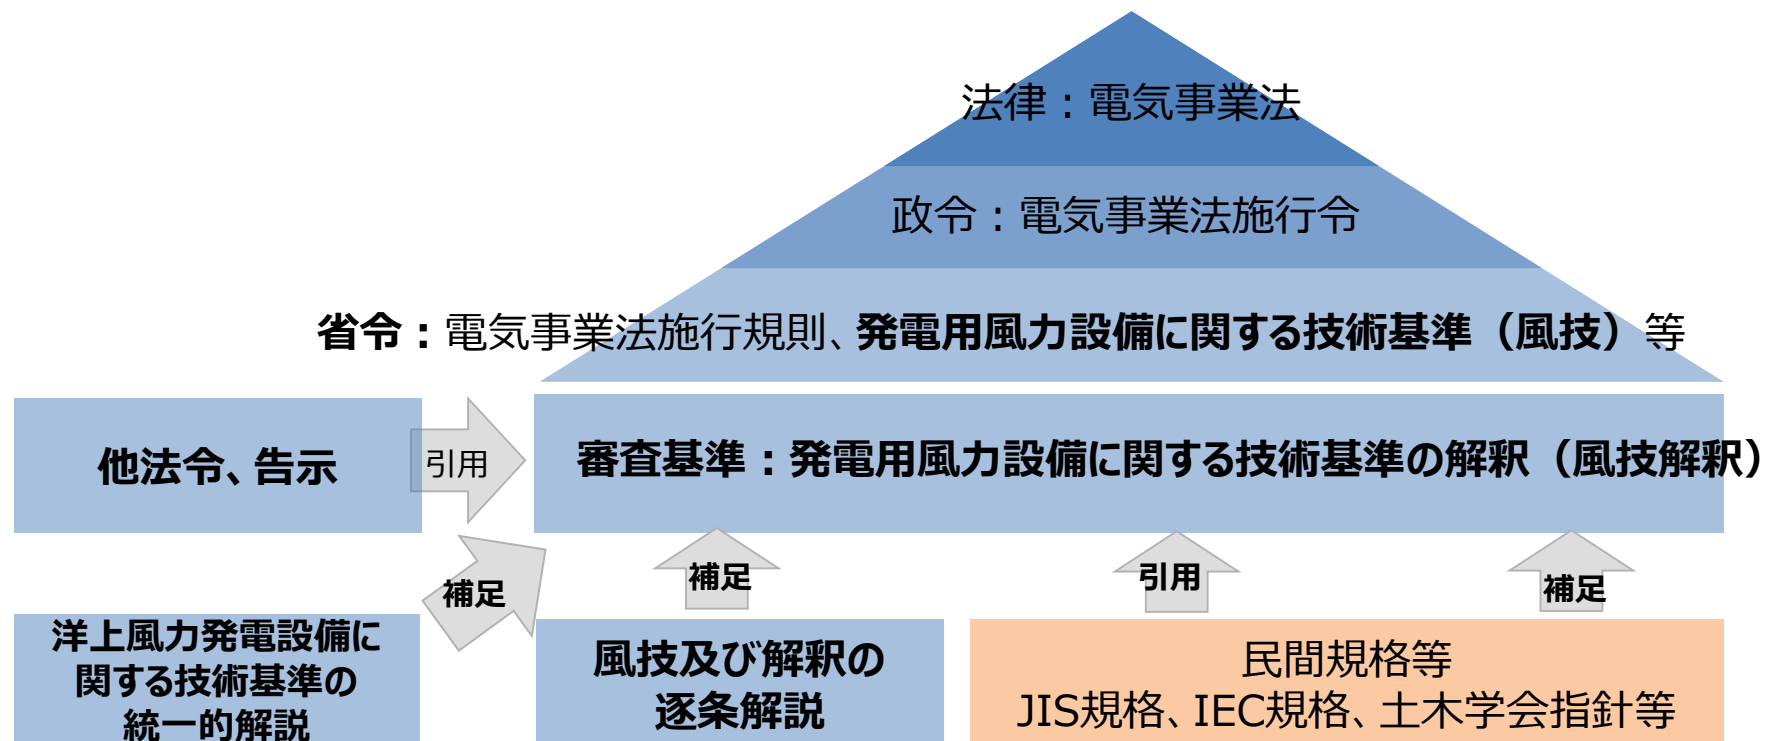 法律：電気事業法
政令：電気事業法施行令
省令：電気事業法施行規則、発電用風力設備に関する技術基準（風技）等
他法令、告示
引用
審査基準：発電用風力設備に関する技術基準の解釈（風技解釈）
補足
補足
引用
補足
洋上風力発電設備に
関する技術基準の
統一的解説
風技及び解釈の
逐条解説
民間規格等
JIS規格、IEC規格、土木学会指針等